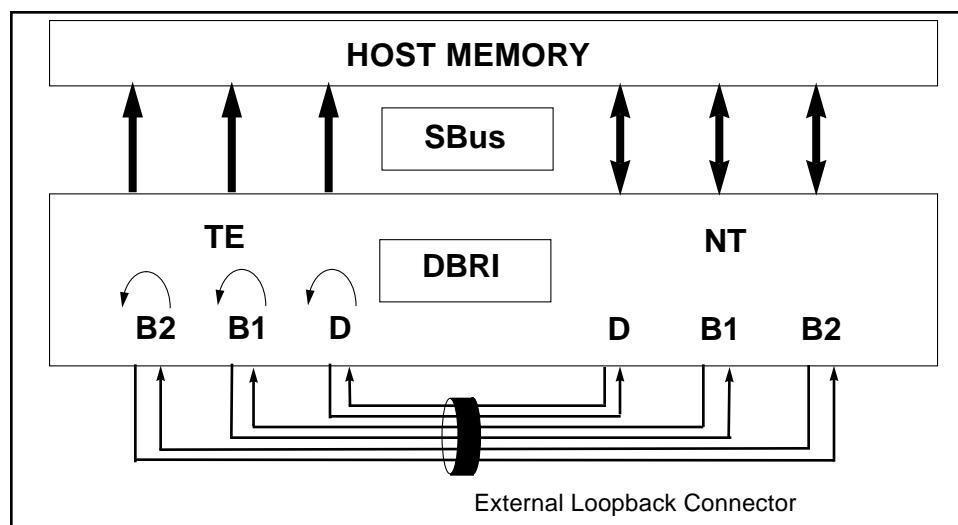 HOST MEMORY
SBus
TE
NT
DBRI
B2 B1 D D B1 B2
External Loopback Connector